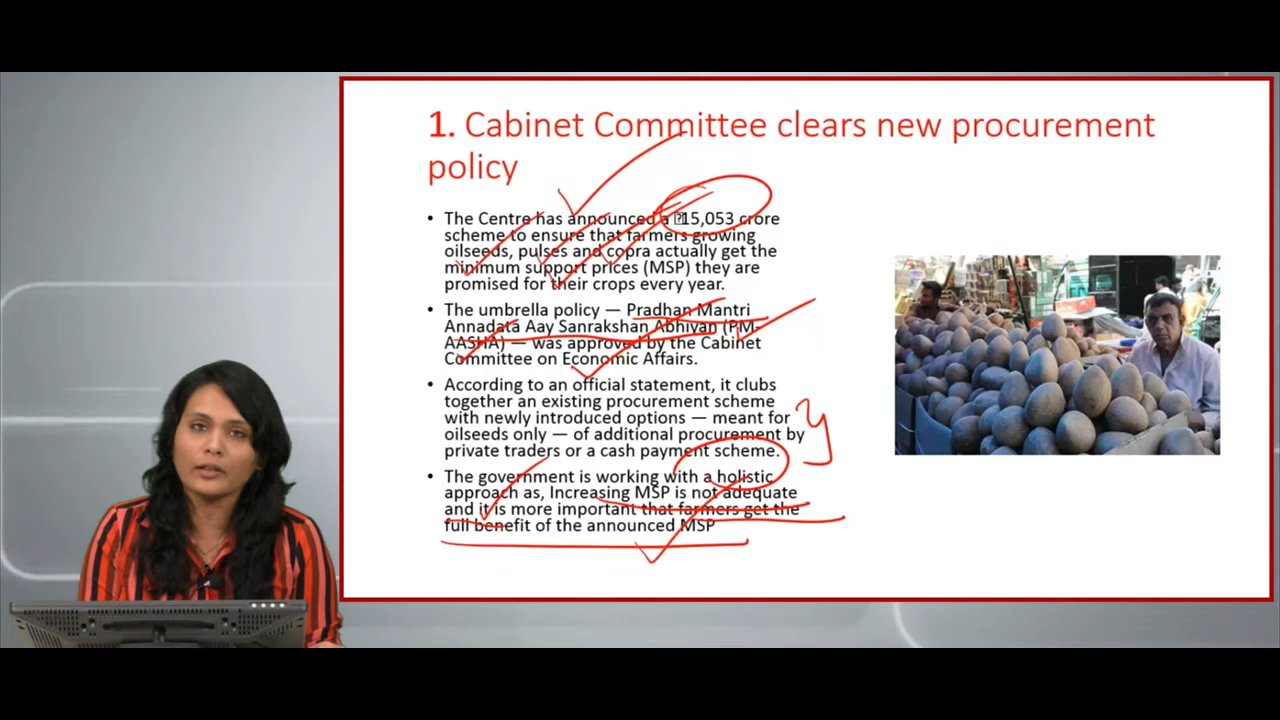 1. Cabinet Committee clears new procurement
policy
• The Centre has announced a 15,053 crore
scheme to ensure that farmers growing
oilseeds, pulses and copra actually get the
minimum support prices (MSP) they are
promised for their crops every year.
• The umbrella policy — Pradhan Mantri
Annadata Aay Sanrakshan Abhiyan (PM-
AASHA) — was approved by the Cabinet
Committee on Economic Affairs.
• According to an official statement, it clubs
together an existing procurement scheme
with newly introduced options — meant for
oilseeds only — of additional procurement by
private traders or a cash payment scheme.
• The government is working with a holistic
approach as, Increasing MSP is not adequate
and it is more important that farmers get the
full benefit of the announced MSP